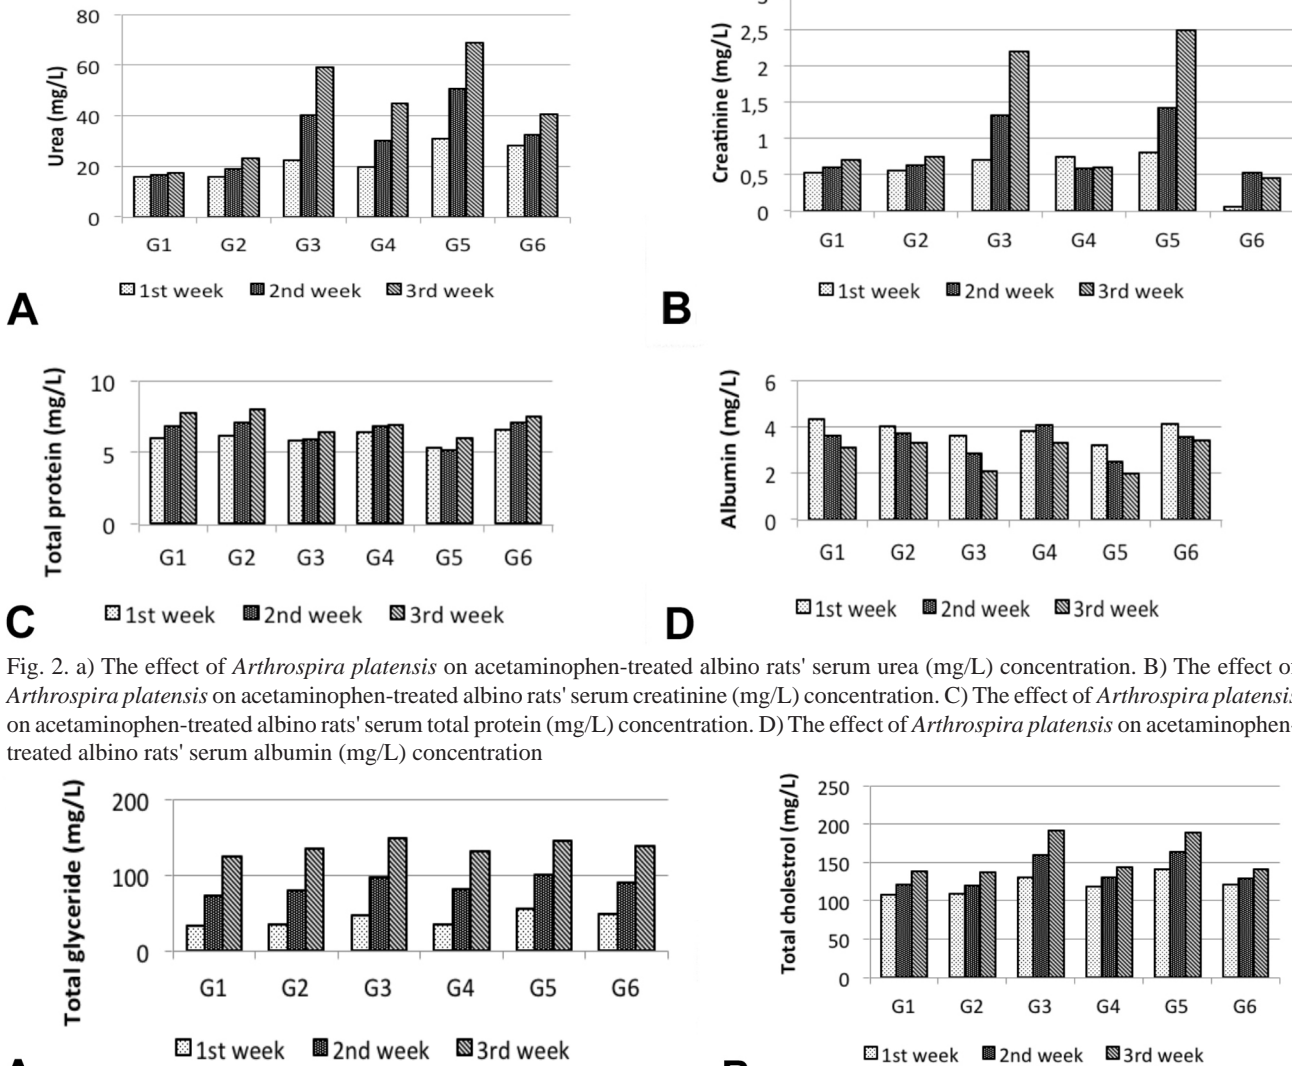 80
60
40
20
0
Urea (mg/L)
G1 G2 G3 G4 G5 G6
1st week 2nd week 3rd week
A
2,5
2
1,5
1
0,5
0
Creatinine (mg/L)
G1 G2 G3 G4 G5 G6
1st week 2nd week 3rd week
B
10
5
0
Total protein (mg/L)
G1 G2 G3 G4 G5 G6
1st week 2nd week 3rd week
C
6
4
2
0
Albumin (mg/L)
G1 G2 G3 G4 G5 G6
1st week 2nd week 3rd week
D
Fig. 2. a) The effect of Arthrospira platensis on acetaminophen-treated albino rats' serum urea (mg/L) concentration. B) The effect of
Arthrospira platensis on acetaminophen-treated albino rats' serum creatinine (mg/L) concentration. C) The effect of Arthrospira platensis
on acetaminophen-treated albino rats' serum total protein (mg/L) concentration. D) The effect of Arthrospira platensis on acetaminophen-
treated albino rats' serum albumin (mg/L) concentration
200
100
0
Total glyceride (mg/L)
G1 G2 G3 G4 G5 G6
1st week 2nd week 3rd week
250
200
150
100
50
0
Total cholestrol (mg/L)
G1 G2 G3 G4 G5 G6
1st week 2nd week 3rd week